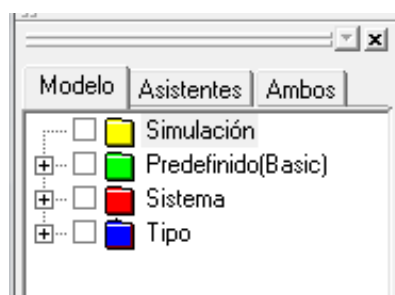 Modelo Asistentes Ambos
Simulación
Predefinido(Basic)
Sistema
Tipo